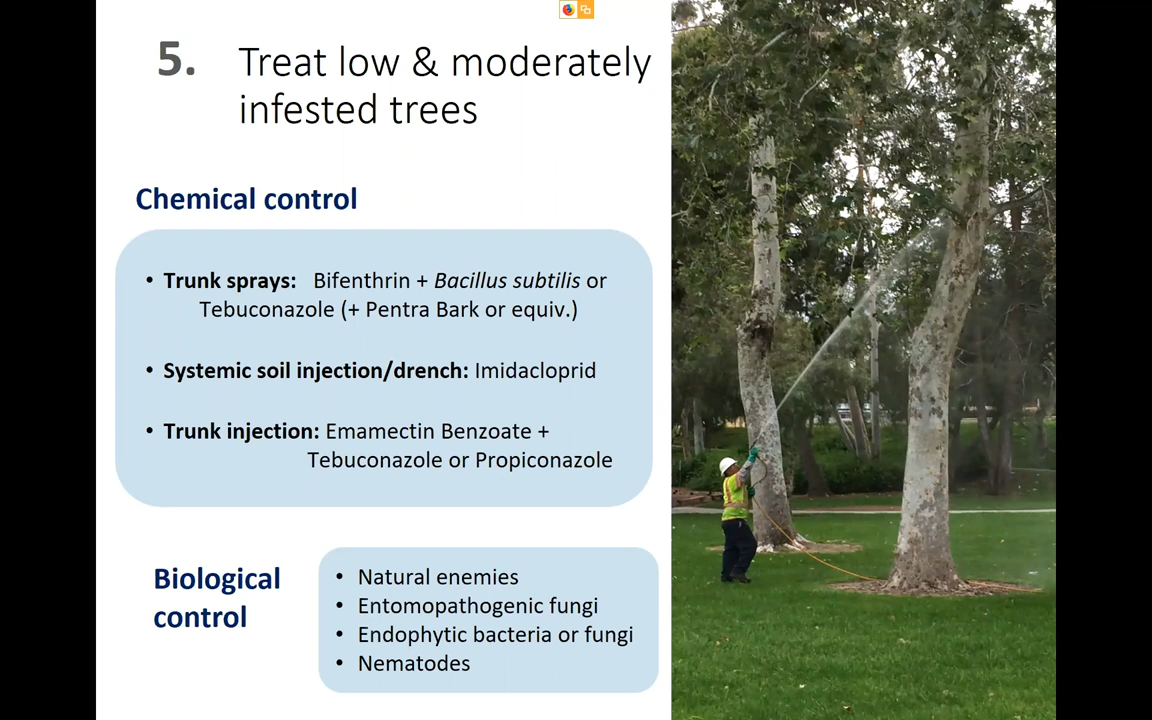 5. Treat low & moderately
infested trees
Chemical control
• Trunk sprays: Bifenthrin + Bacillus subtilis or
Tebuconazole (+ Pentra Bark or equiv.)
• Systemic soil injection/drench: Imidacloprid
• Trunk injection: Emamectin Benzoate +
Tebuconazole or Propiconazole
Biological
control
• Natural enemies
• Entomopathogenic fungi
• Endophytic bacteria or fungi
• Nematodes